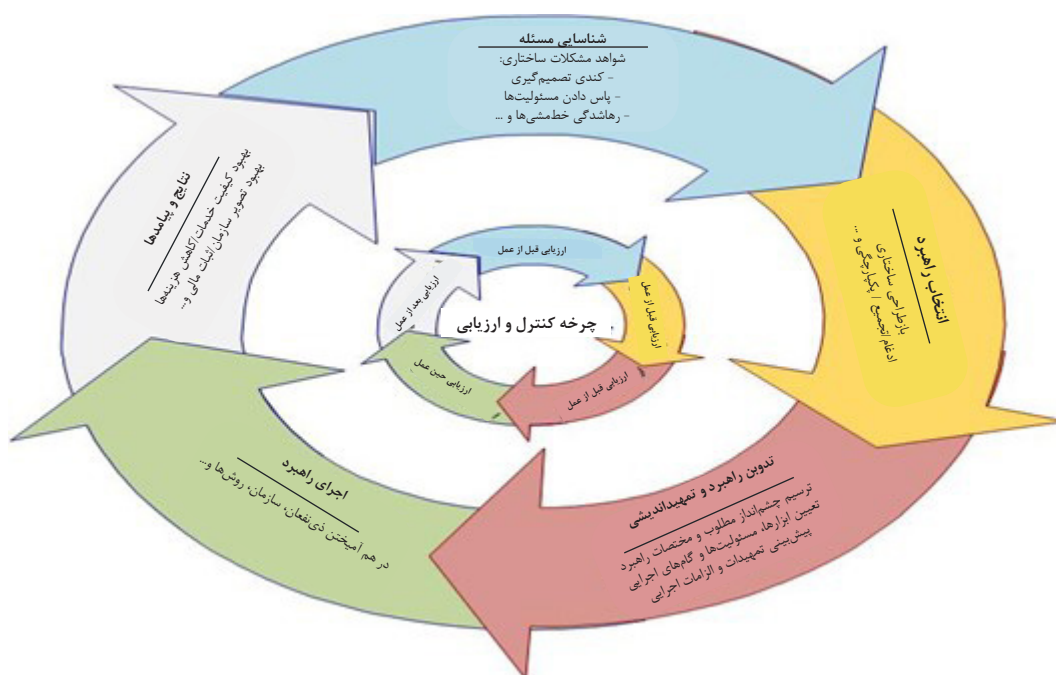 شناسایی مسئله
شواهد مشکلات ساختاری:
- کندی تصمیم‌گیری
- پاس دادن مسئولیت‌ها
- رهاشدگی خط‌مشی‌ها و ...
انتخاب راهبرد
بازطراحی ساختاری
ادغام /تجمیع / یکپارچگی و ...
تدوین راهبرد و تمهیداندیشی
ترسیم چشم‌انداز مطلوب و مختصات راهبرد
تعیین ابزارها، مسئولیت‌ها و گام‌های اجرایی
پیش‌بینی تمهیدات و الزامات اجرایی
اجرای راهبرد
در هم آمیختن ذی‌نفعان، سازمان، روش‌ها و...
نتایج و پیامدها
بهبود کیفیت خدمات/کاهش هزینه‌ها
بهبود تصویر سازمان/ثبات مالی و...
ارزیابی قبل از عمل
ارزیابی قبل از عمل
ارزیابی قبل از عمل
ارزیابی حین عمل
ارزیابی بعد از عمل
چرخه کنترل و ارزیابی